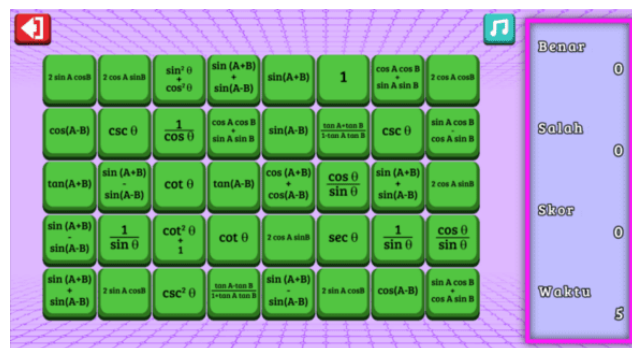 Benar
0
2 sin A cosB
2 cos A sinB
sin² θ
+
cos² θ
sin (A+B)
+
sin(A-B)
sin(A+B)
1
cos A cos B
+
sin A sin B
2 cos A cosB
cos(A-B)
csc θ
1
cos θ
cos A cos B
+
sin A sin B
sin(A-B)
tan A+tan B
1-tan A tan B
csc θ
sin A cos B
-
cos A sin B
Salah
0
tan(A+B)
sin (A+B)
-
sin(A-B)
cot θ
tan(A-B)
cos (A+B)
+
cos(A-B)
cos θ
sin θ
sin (A+B)
+
sin(A-B)
2 cos A sinB
Skor
0
sin (A+B)
-
sin(A-B)
1
sin θ
cot² θ
+
1
cot θ
2 cos A sinB
sec θ
1
sin θ
cos θ
sin θ
sin (A+B)
+
sin(A-B)
2 sin A cosB
csc² θ
tan A-tan B
1+tan A tan B
sin (A+B)
-
sin(A-B)
2 sin A cosB
cos(A-B)
sin A cos B
+
cos A sin B
Waktu
5